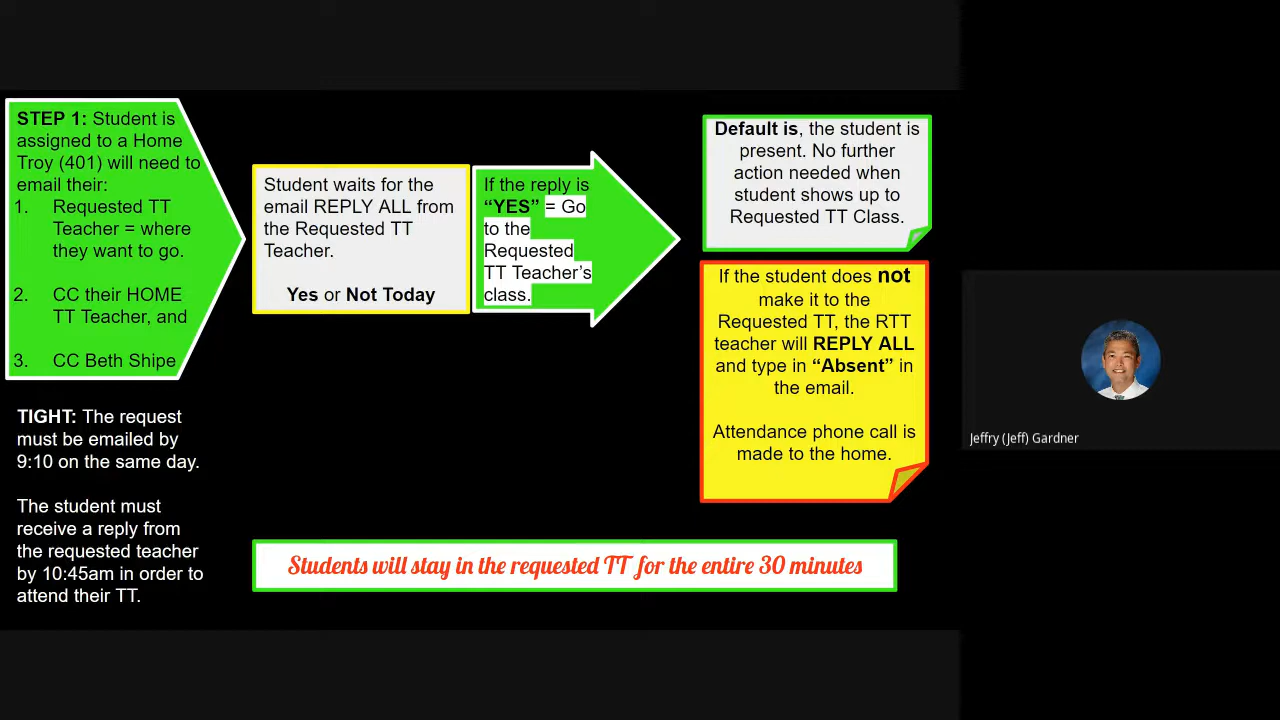 STEP 1: Student is
assigned to a Home
Troy (401) will need to
email their:
1. Requested TT
Teacher = where
they want to go.
2. CC their HOME
TT Teacher, and
3. CC Beth Shipe
TIGHT: The request
must be emailed by
9:10 on the same day.
The student must
receive a reply from
the requested teacher
by 10:45am in order to
attend their TT.
Student waits for the
email REPLY ALL from
the Requested TT
Teacher.
Yes or Not Today
If the reply is
“YES” = Go
to the
Requested
TT Teacher’s
class.
Default is, the student is
present. No further
action needed when
student shows up to
Requested TT Class.
If the student does not
make it to the
Requested TT, the RTT
teacher will REPLY ALL
and type in “Absent” in
the email.
Attendance phone call is
made to the home.
Students will stay in the requested TT for the entire 30 minutes
Jeffry (Jeff) Gardner